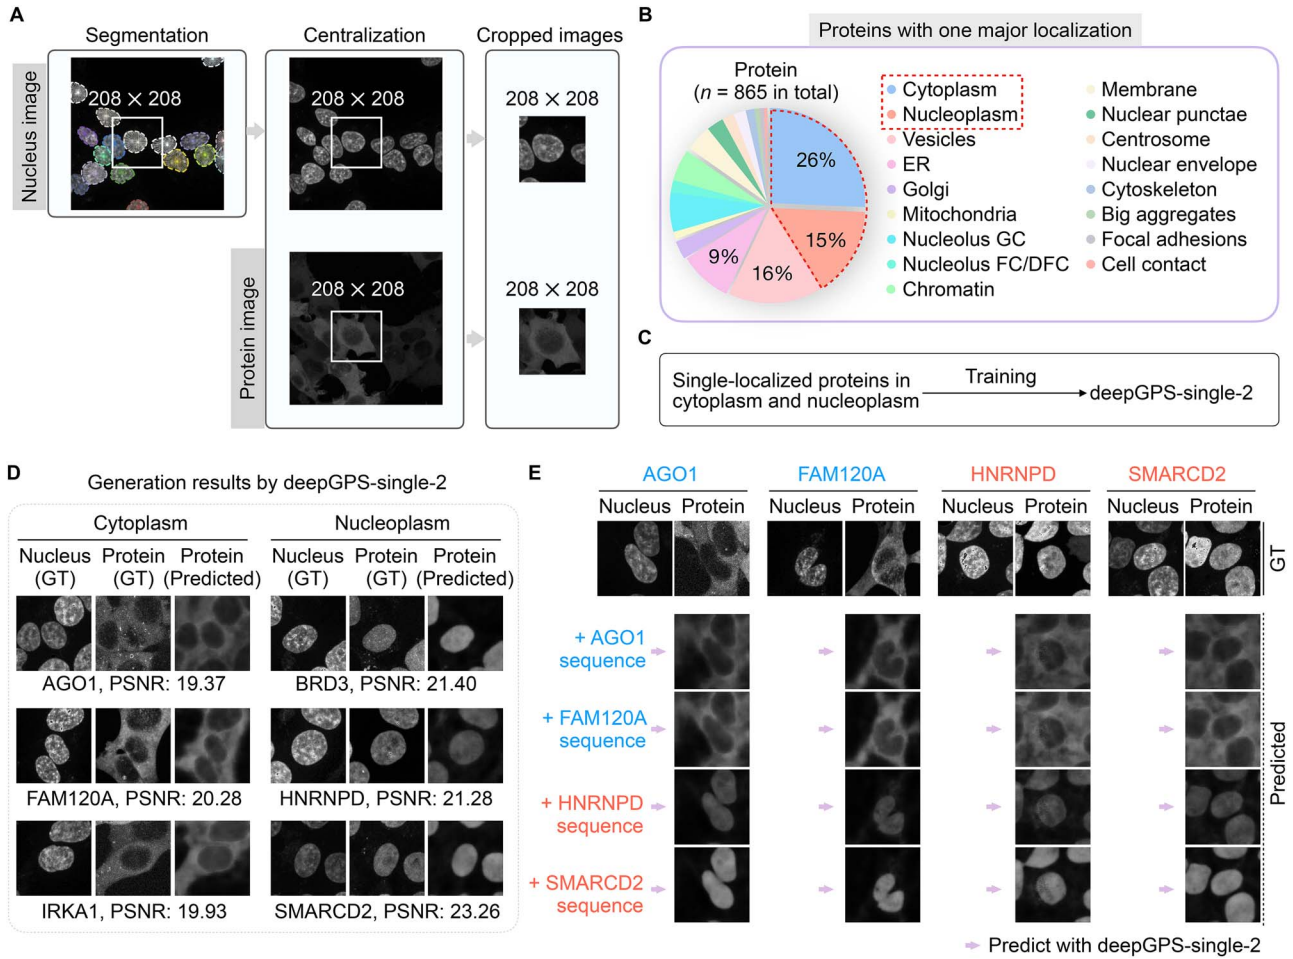 A
Segmentation
Centralization
Cropped images
Nucleus image
208 × 208
208 × 208
208 × 208
Protein image
208 × 208
208 × 208
B
Proteins with one major localization
Protein
(n = 865 in total)
26%
15%
16%
9%
Cytoplasm
Nucleoplasm
Vesicles
ER
Golgi
Mitochondria
Nucleolus GC
Nucleolus FC/DFC
Chromatin
Membrane
Nuclear punctae
Centrosome
Nuclear envelope
Cytoskeleton
Big aggregates
Focal adhesions
Cell contact
C
Single-localized proteins in
cytoplasm and nucleoplasm
Training
deepGPS-single-2
D
Generation results by deepGPS-single-2
Cytoplasm
Nucleoplasm
Nucleus Protein Protein
(GT) (GT) (Predicted)
Nucleus Protein Protein
(GT) (GT) (Predicted)
AGO1, PSNR: 19.37
BRD3, PSNR: 21.40
FAM120A, PSNR: 20.28
HNRNPD, PSNR: 21.28
IRKA1, PSNR: 19.93
SMARCD2, PSNR: 23.26
E
AGO1
FAM120A
HNRNPD
SMARCD2
Nucleus Protein
Nucleus Protein
Nucleus Protein
Nucleus Protein
GT
+ AGO1
sequence
+ FAM120A
sequence
+ HNRNPD
sequence
+ SMARCD2
sequence
Predicted
Predict with deepGPS-single-2